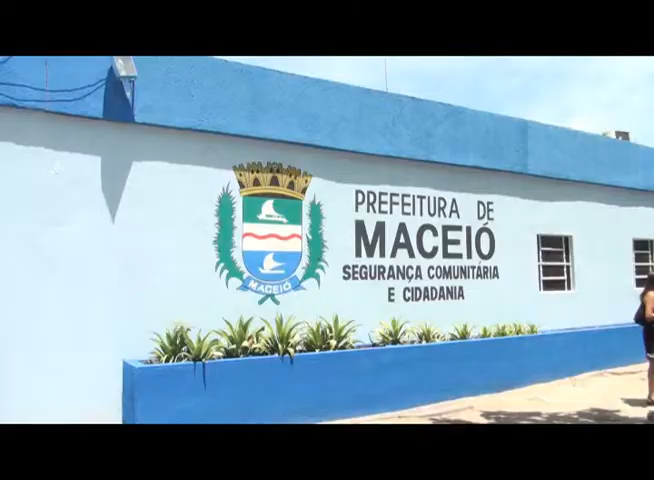 PREFEITURA DE
MACEIÓ
SEGURANÇA COMUNITÁRIA
E CIDADANIA
MACEIÓ